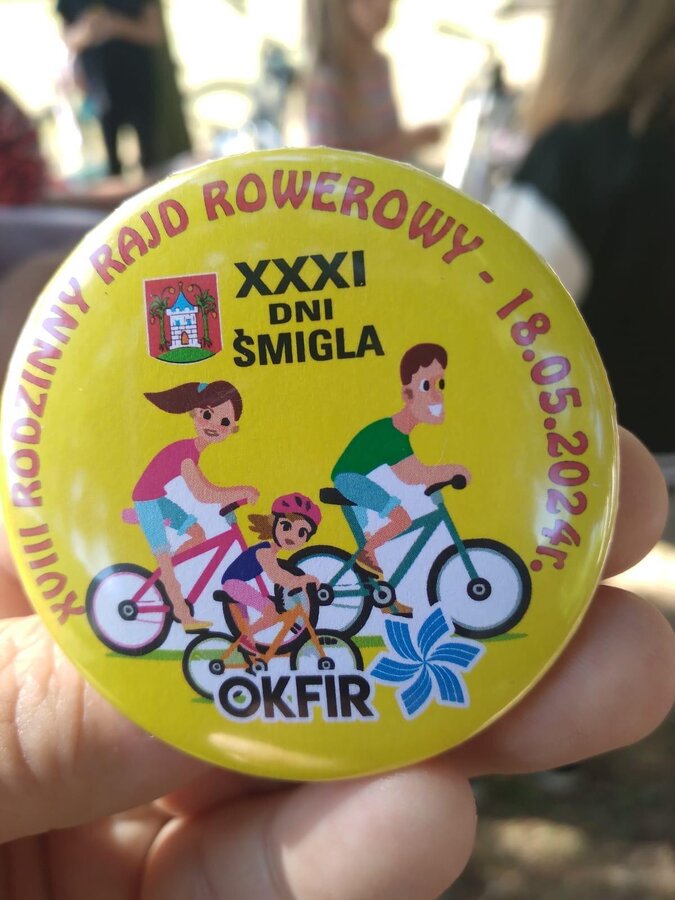 XVIII RODZINNY RAJD ROWEROWY - 18.05.2024r.
XXXI
DNI
ŚMIGLA
OKFIR